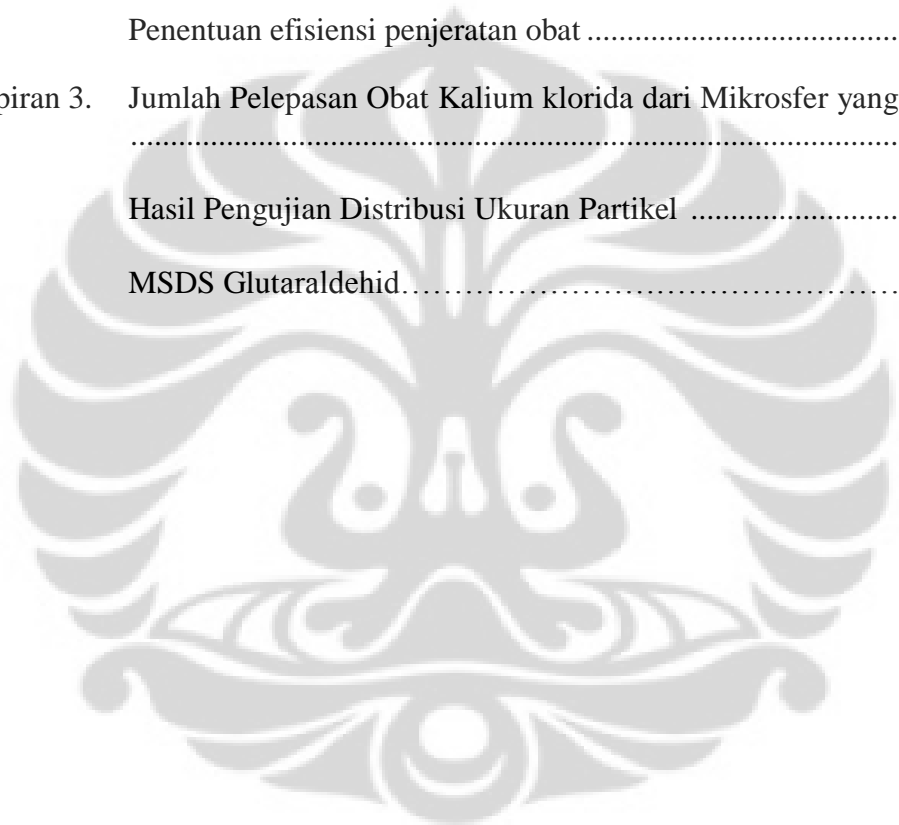 Penentuan efisiensi penjeratan obat ........................................
piran 3. Jumlah Pelepasan Obat Kalium klorida dari Mikrosfer yang
..................................................................................................
Hasil Pengujian Distribusi Ukuran Partikel ..........................
MSDS Glutaraldehid……………………………………………